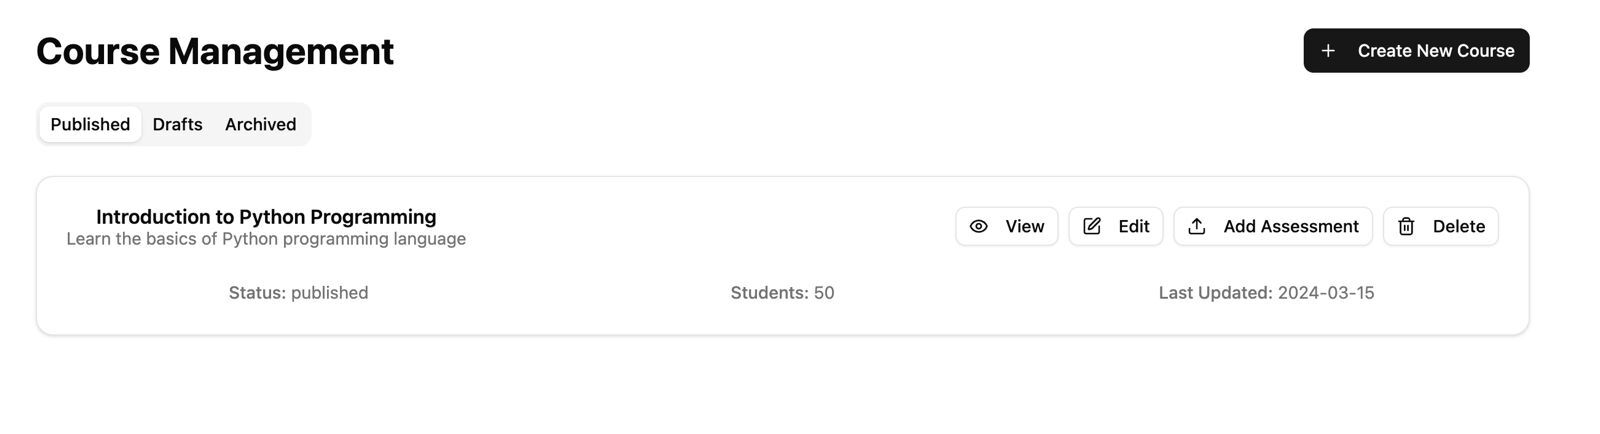 Course Management
Create New Course
Published Drafts Archived
Introduction to Python Programming
Learn the basics of Python programming language
View Edit Add Assessment Delete
Status: published Students: 50 Last Updated: 2024-03-15